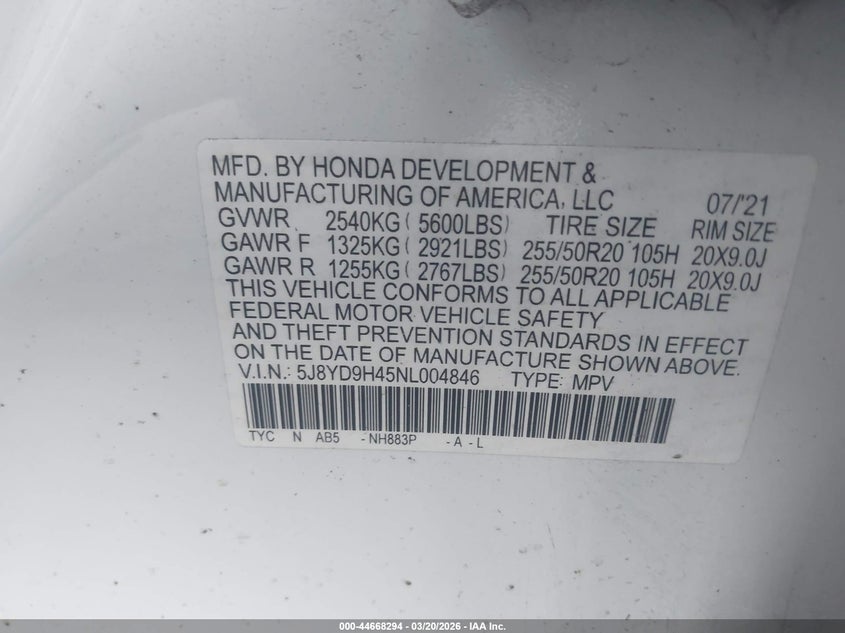 MFD. BY HONDA DEVELOPMENT &
MANUFACTURING OF AMERICA, LLC 07/'21
GVWR 2540KG ( 5600LBS) TIRE SIZE RIM SIZE
GAWR F 1325KG ( 2921LBS) 255/50R20 105H 20X9.0J
GAWR R 1255KG ( 2767LBS) 255/50R20 105H 20X9.0J
THIS VEHICLE CONFORMS TO ALL APPLICABLE
FEDERAL MOTOR VEHICLE SAFETY
AND THEFT PREVENTION STANDARDS IN EFFECT
ON THE DATE OF MANUFACTURE SHOWN ABOVE.
V.I.N.: 5J8YD9H45NL004846 TYPE: MPV
TYC N AB5 -NH883P -A-L
000-44668294 - 03/20/2026 - IAA Inc.